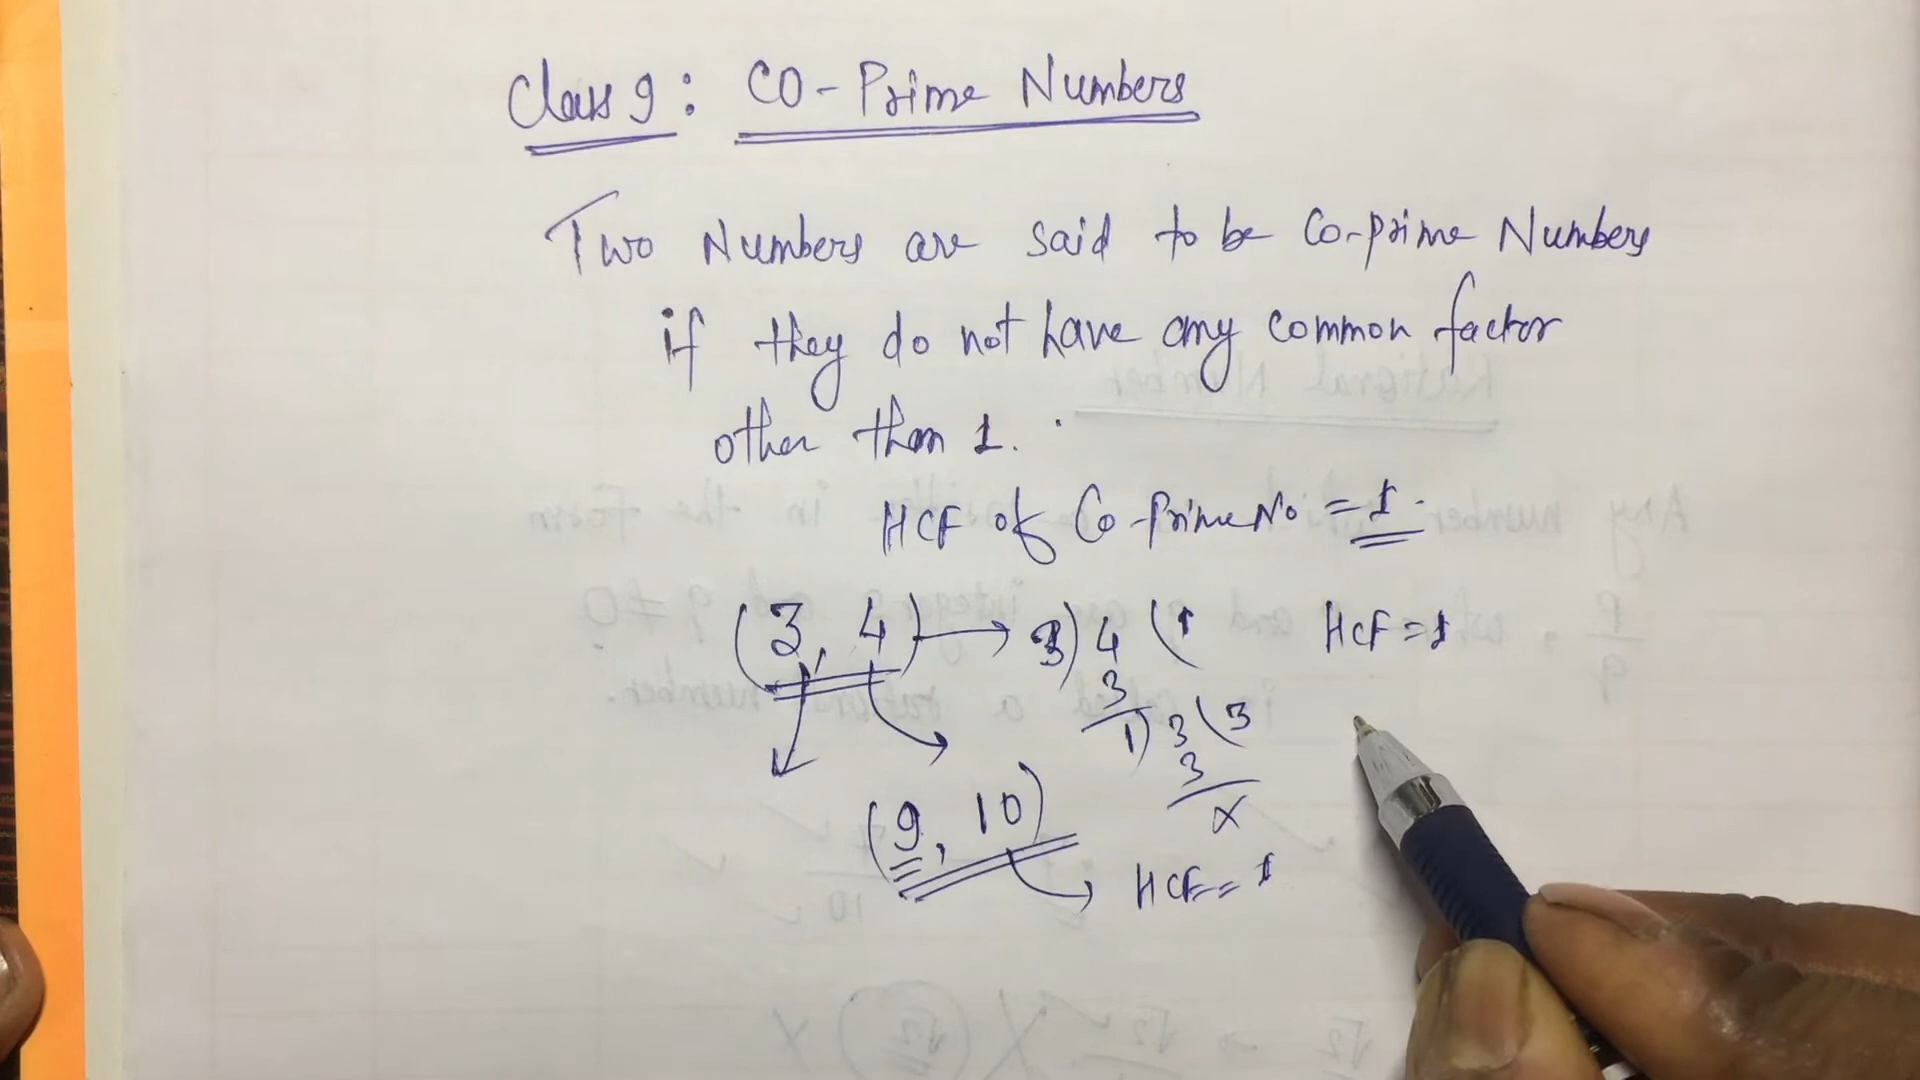 Class 9: CO-Prime Numbers
Two Numbers are said to be Co-prime Numbers
if they do not have any common factor
other than 1.
HCF of Co-Prime No = 1.
(3, 4) → 3) 4 (1 HCF = 1
3
1) 3 (3
3
x
(9, 10)
HCF = 1